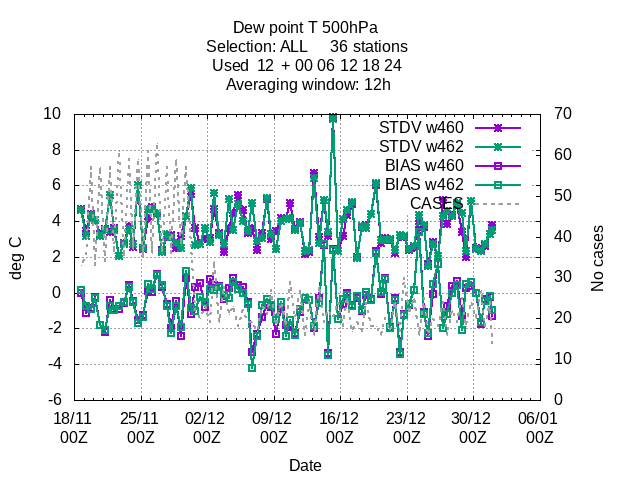 Dew point T 500hPa
Selection: ALL 36 stations
Used 12 + 00 06 12 18 24
Averaging window: 12h
10 70
STDV w460
60
8 STDV w462
BIAS w460
6 BIAS w462
50
CASES
4
40
deg C
No cases
2
30
0
20
-2
-4 10
-6 0
18/11 25/11 02/12 09/12 16/12 23/12 30/12 06/01
00Z 00Z 00Z 00Z 00Z 00Z 00Z 00Z
Date